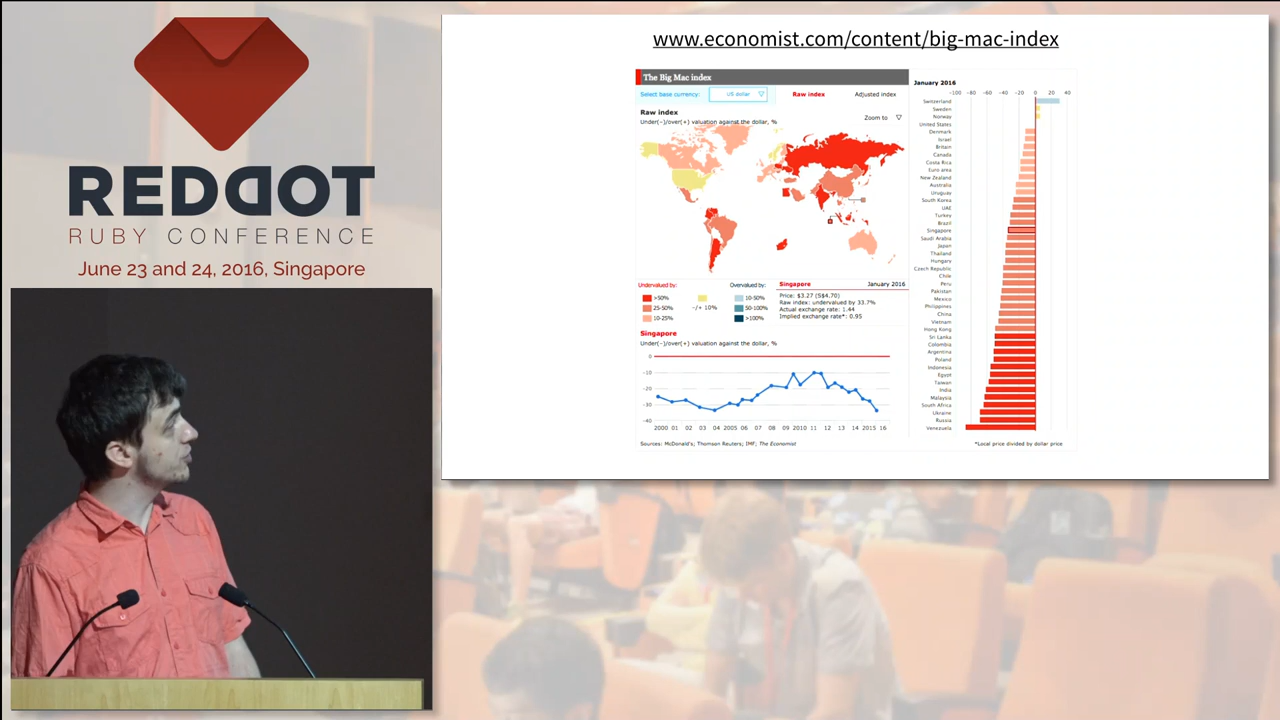 RED DOT
RUBY CONFERENCE
June 23 and 24, 2016, Singapore
www.economist.com/content/big-mac-index
The Big Mac index
Select base currency:
US dollar
Raw index
Adjusted index
Raw index
Under(−)/over(+) valuation against the dollar, %
Zoom to
Undervalued by:
>50%
25-50%
10-25%
-/+ 10%
Overvalued by:
10-50%
50-100%
>100%
Singapore
January 2016
Price: $3.27 (S$4.70)
Raw index: undervalued by 33.7%
Actual exchange rate: 1.44
Implied exchange rate*: 0.95
Singapore
Under(−)/over(+) valuation against the dollar, %
0
−10
−20
−30
−40
2000 01 02 03 04 2005 06 07 08 09 2010 11 12 13 14 2015 16
Sources: McDonald's; Thomson Reuters; IMF; The Economist
January 2016
−100 −80 −60 −40 −20 0 20 40
Switzerland
Sweden
Norway
United States
Denmark
Israel
Britain
Canada
Costa Rica
Euro area
New Zealand
Australia
Uruguay
South Korea
UAE
Turkey
Brazil
Singapore
Saudi Arabia
Japan
Thailand
Hungary
Czech Republic
Chile
Peru
Pakistan
Mexico
Philippines
China
Vietnam
Hong Kong
Sri Lanka
Colombia
Argentina
Poland
Indonesia
Egypt
Taiwan
India
Malaysia
South Africa
Ukraine
Russia
Venezuela
*Local price divided by dollar price